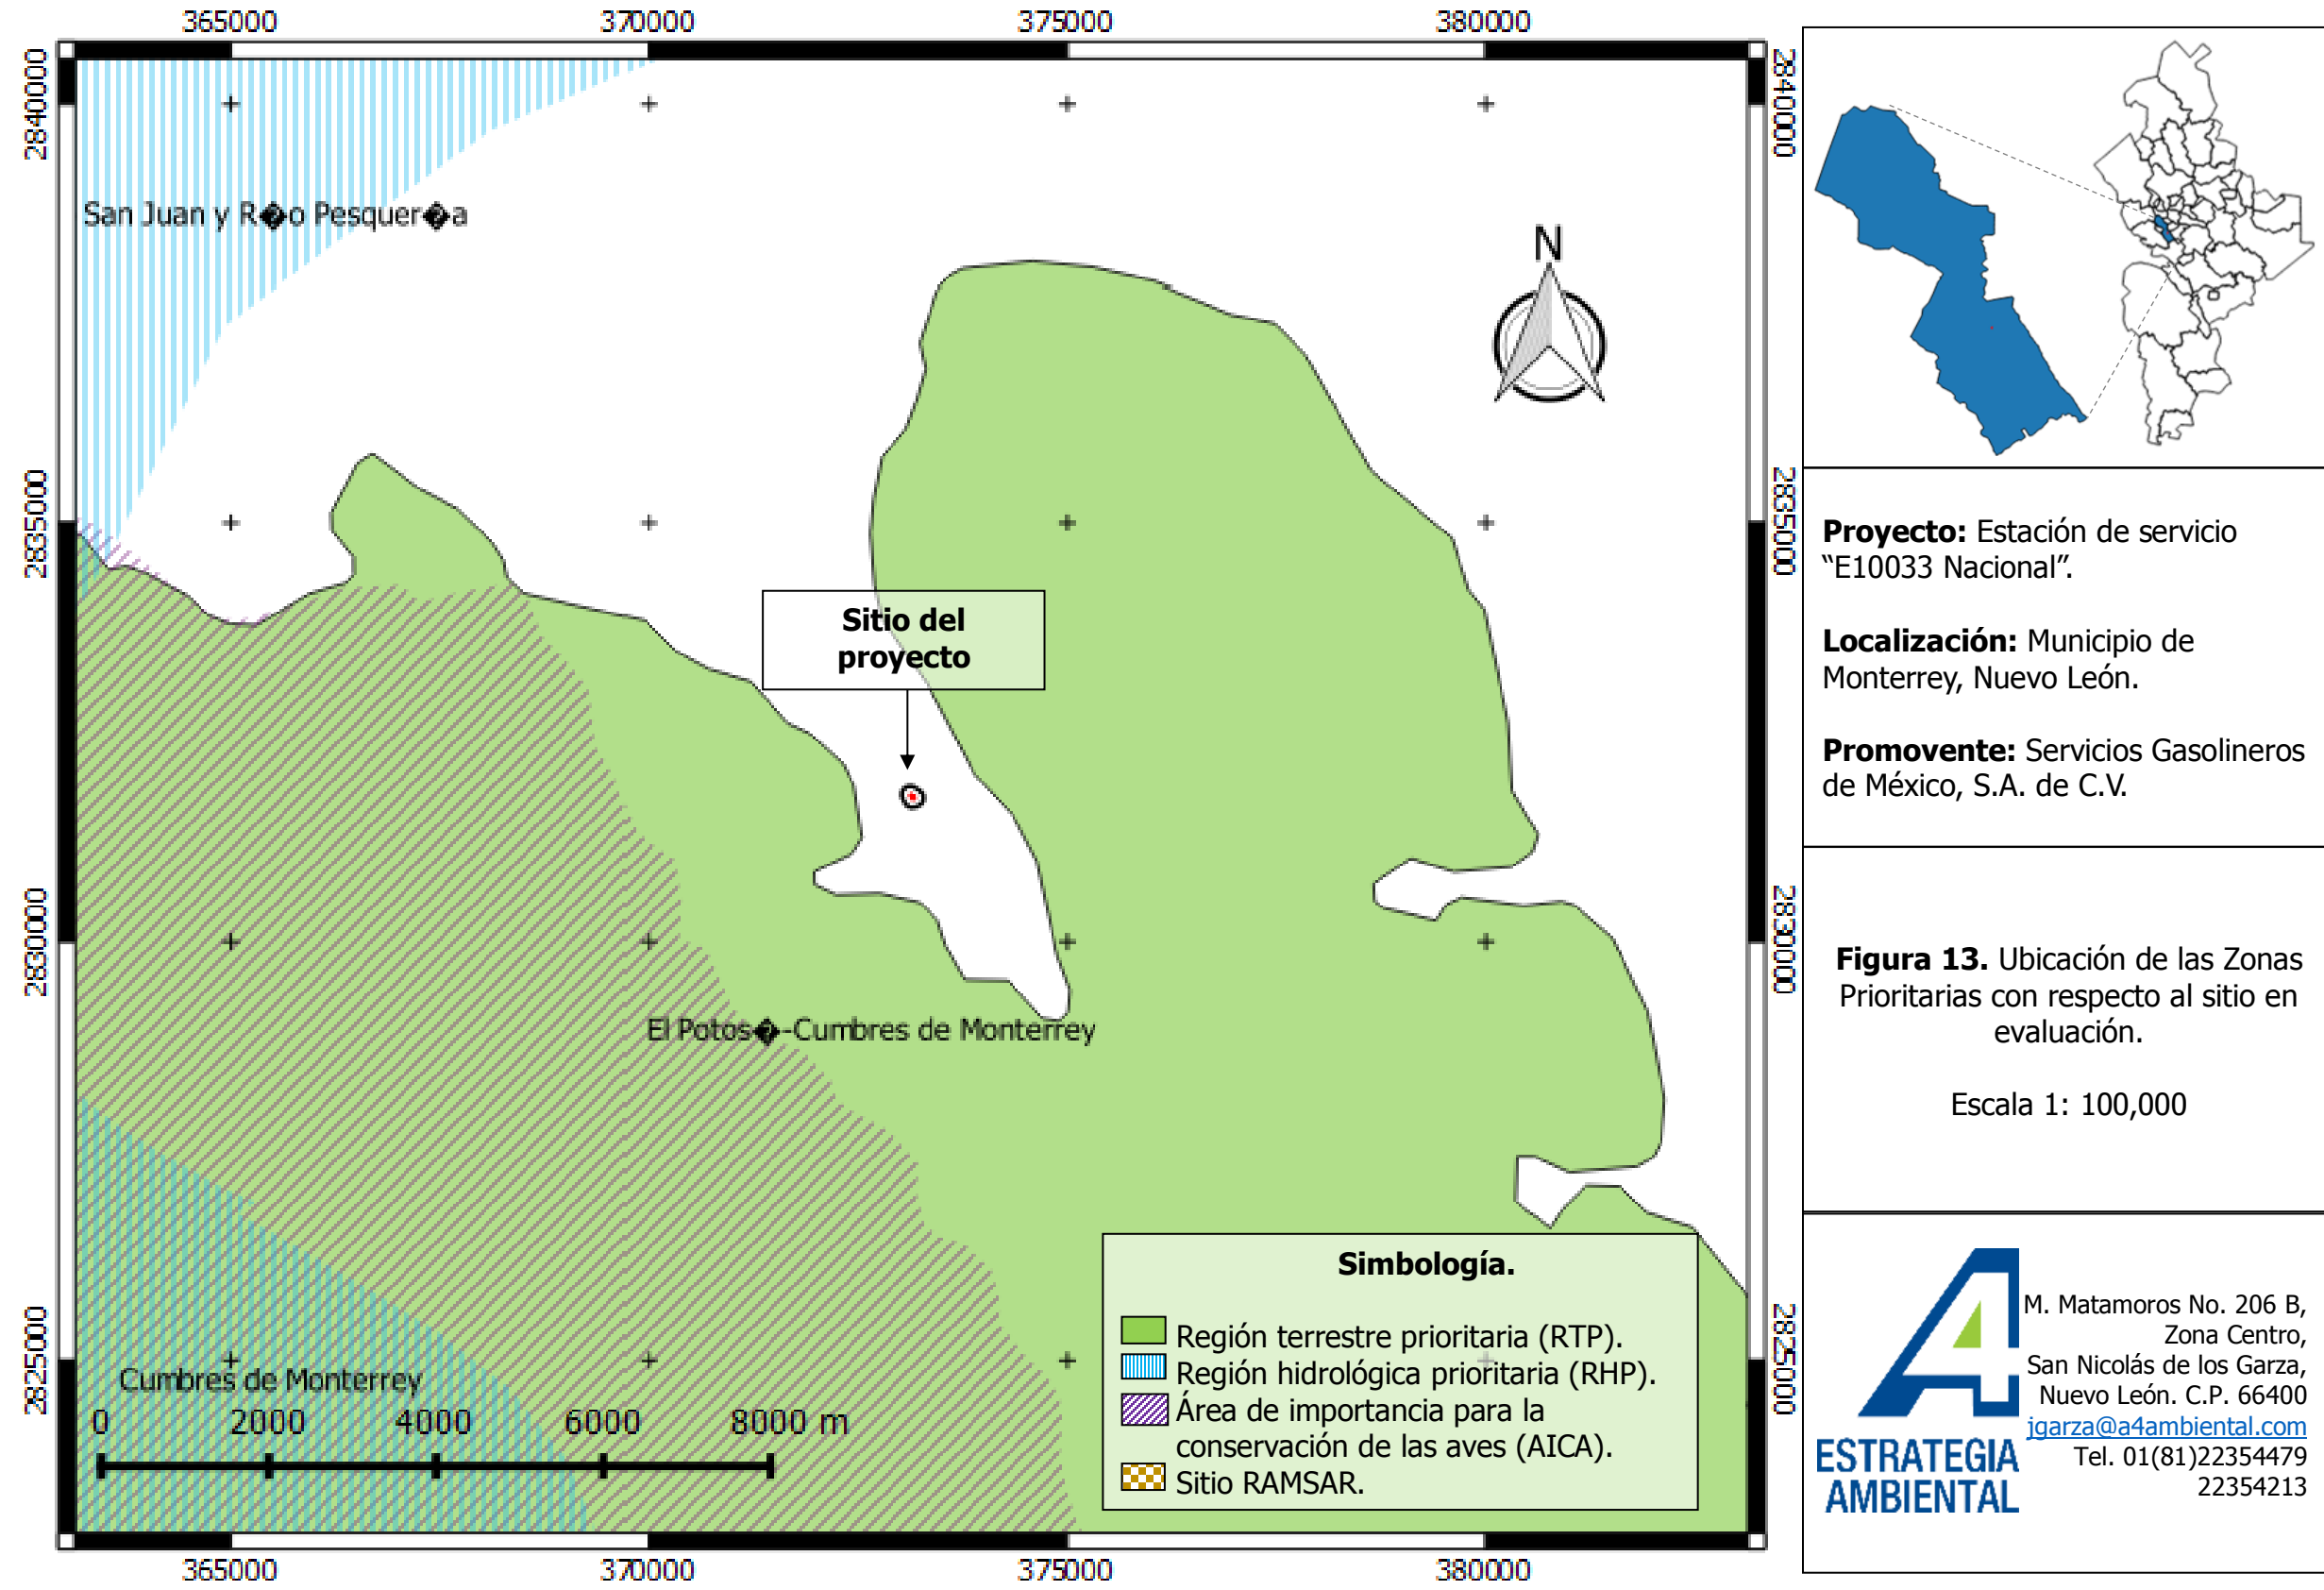 365000 370000 375000 380000
2840000 2840000
San Juan y R�o Pesquer�a
N
2835000 2835000
Sitio del
proyecto
2830000 2830000
El Potos�-Cumbres de Monterrey
2825000 2825000
Cumbres de Monterrey
0 2000 4000 6000 8000 m
Simbología.
Región terrestre prioritaria (RTP).
Región hidrológica prioritaria (RHP).
Área de importancia para la
conservación de las aves (AICA).
Sitio RAMSAR.
365000 370000 375000 380000
Proyecto: Estación de servicio
“E10033 Nacional”.
Localización: Municipio de
Monterrey, Nuevo León.
Promovente: Servicios Gasolineros
de México, S.A. de C.V.
Figura 13. Ubicación de las Zonas
Prioritarias con respecto al sitio en
evaluación.
Escala 1: 100,000
ESTRATEGIA
AMBIENTAL
M. Matamoros No. 206 B,
Zona Centro,
San Nicolás de los Garza,
Nuevo León. C.P. 66400
jgarza@a4ambiental.com
Tel. 01(81)22354479
22354213